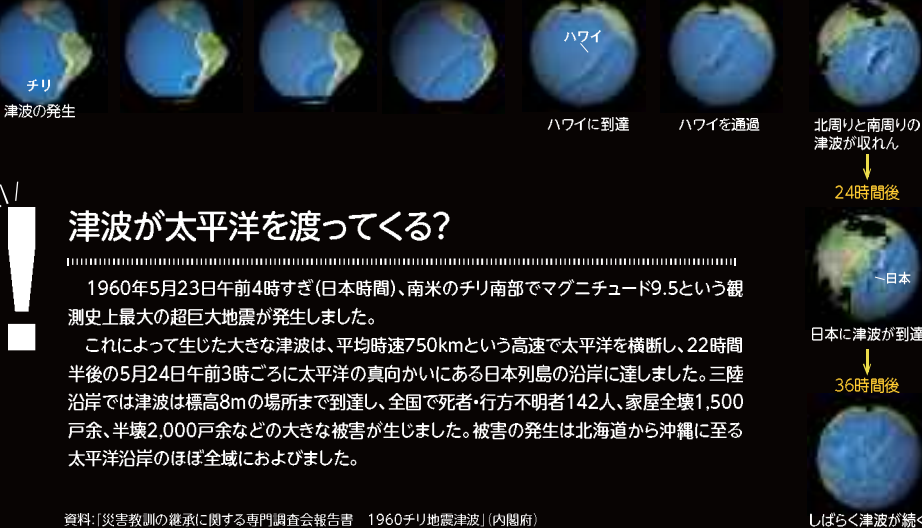 チリ
津波の発生
ハワイ
ハワイに到達
ハワイを通過
北周りと南周りの
津波が収れん
24時間後
日本
日本に津波が到達
36時間後
しばらく津波が続く
!
津波が太平洋を渡ってくる?
1960年5月23日午前4時すぎ(日本時間)、南米のチリ南部でマグニチュード9.5という観
測史上最大の超巨大地震が発生しました。
これによって生じた大きな津波は、平均時速750kmという高速で太平洋を横断し、22時間
半後の5月24日午前3時ごろに太平洋の真向かいにある日本列島の沿岸に達しました。三陸
沿岸では津波は標高8mの場所まで到達し、全国で死者・行方不明者142人、家屋全壊1,500
戸余、半壊2,000戸余などの大きな被害が生じました。被害の発生は北海道から沖縄に至る
太平洋沿岸のほぼ全域におよびました。
資料:「災害教訓の継承に関する専門調査会報告書 1960チリ地震津波」(内閣府)